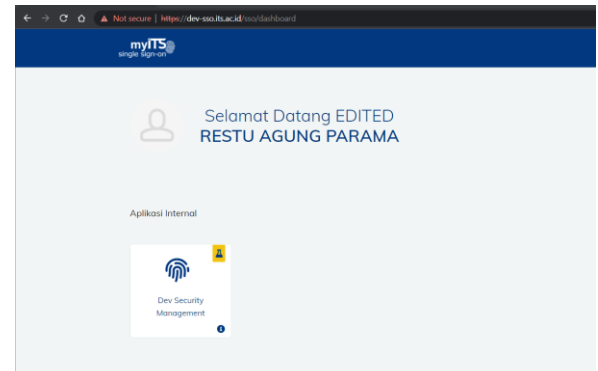 Not secure | https://dev-sso.its.ac.id/sso/dashboard
myITS
single sign-on
Selamat Datang EDITED
RESTU AGUNG PARAMA
Aplikasi Internal
Dev Security
Management